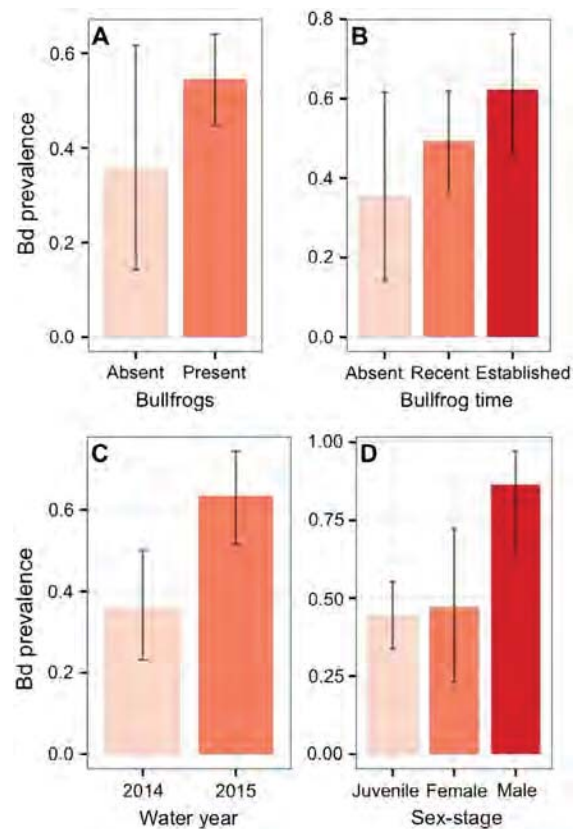 A
Bd prevalence
0.6
0.4
0.2
0.0
Absent Present
Bullfrogs
B
0.8
0.6
0.4
0.2
0.0
Absent Recent Established
Bullfrog time
C
Bd prevalence
0.6
0.4
0.2
0.0
2014 2015
Water year
D
1.00
0.75
0.50
0.25
0.00
Juvenile Female Male
Sex-stage